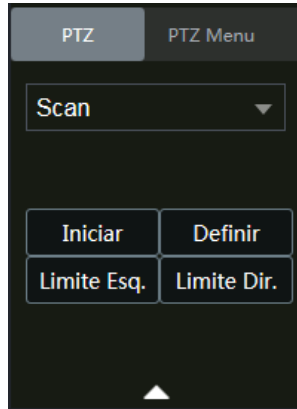 PTZ PTZ Menu
Scan
Iniciar Definir
Limite Esq. Limite Dir.